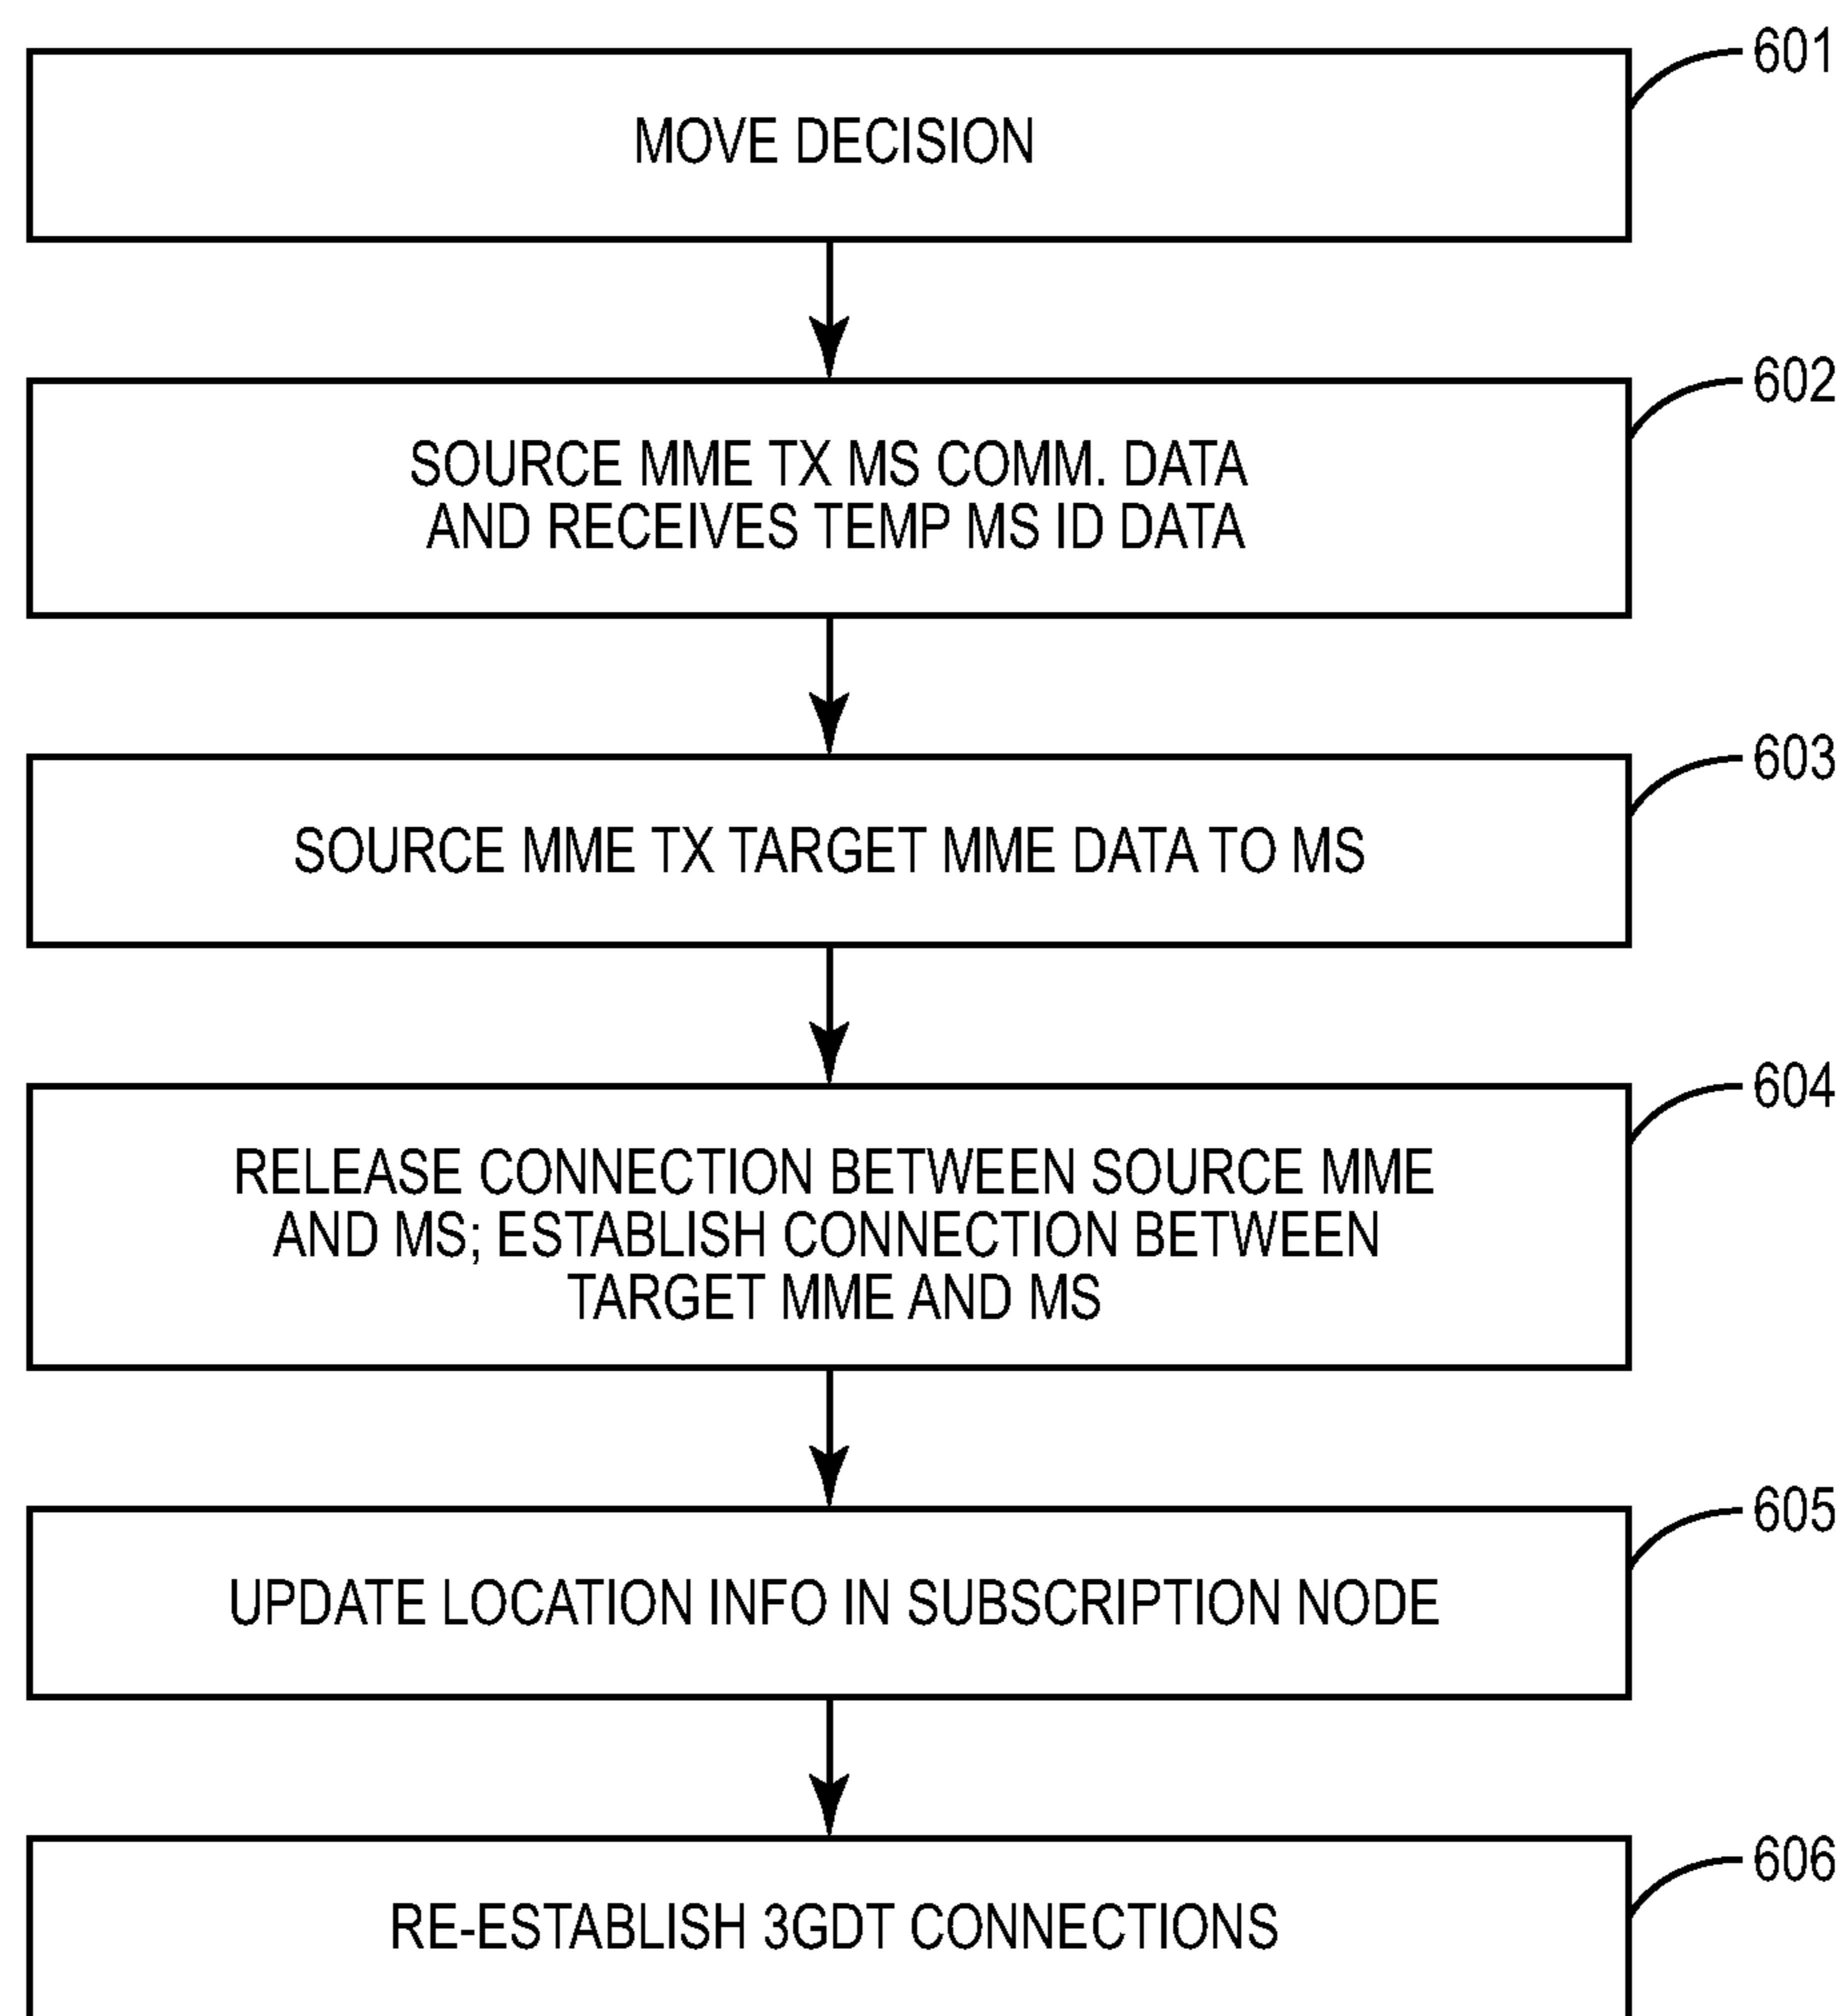 601
MOVE DECISION
602
SOURCE MME TX MS COMM. DATA
AND RECEIVES TEMP MS ID DATA
603
SOURCE MME TX TARGET MME DATA TO MS
604
RELEASE CONNECTION BETWEEN SOURCE MME
AND MS; ESTABLISH CONNECTION BETWEEN
TARGET MME AND MS
605
UPDATE LOCATION INFO IN SUBSCRIPTION NODE
606
RE-ESTABLISH 3GDT CONNECTIONS